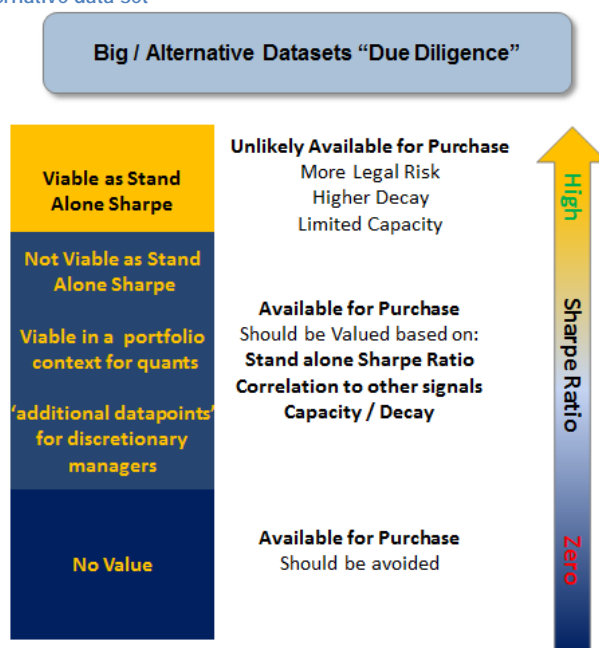 ernative data set
Big / Alternative Datasets “Due Diligence”
Viable as Stand
Alone Sharpe
Unlikely Available for Purchase
More Legal Risk
Higher Decay
Limited Capacity
Not Viable as Stand
Alone Sharpe
Viable in a portfolio
context for quants
‘additional datapoints’
for discretionary
managers
Available for Purchase
Should be Valued based on:
Stand alone Sharpe Ratio
Correlation to other signals
Capacity / Decay
No Value
Available for Purchase
Should be avoided
High
Sharpe Ratio
Zero